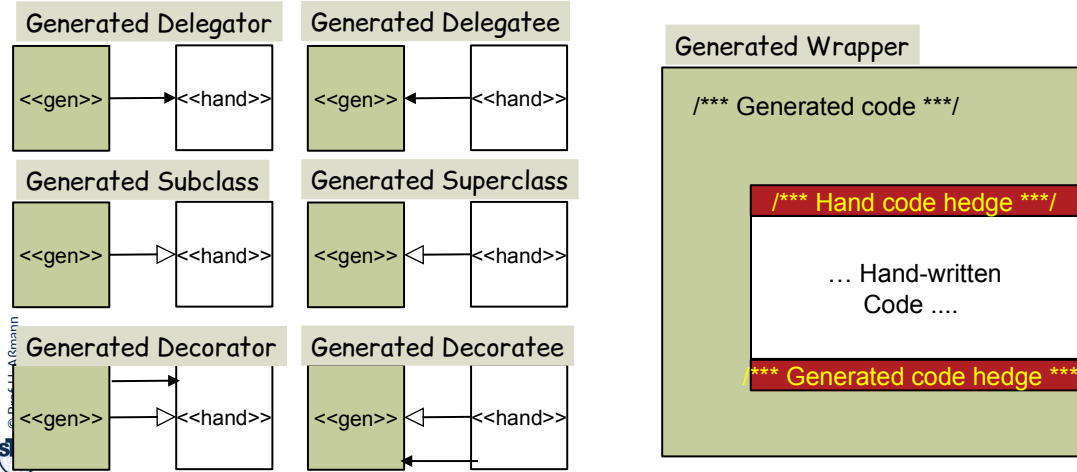 Generated Delegator
Generated Delegatee
<<gen>>
<<hand>>
<<gen>>
<<hand>>
Generated Subclass
Generated Superclass
<<gen>>
<<hand>>
<<gen>>
<<hand>>
Generated Decorator
Generated Decoratee
<<gen>>
<<hand>>
<<gen>>
<<hand>>
Generated Wrapper
/*** Generated code ***/
/*** Hand code hedge ***/
… Hand-written
Code ....
/*** Generated code hedge ***